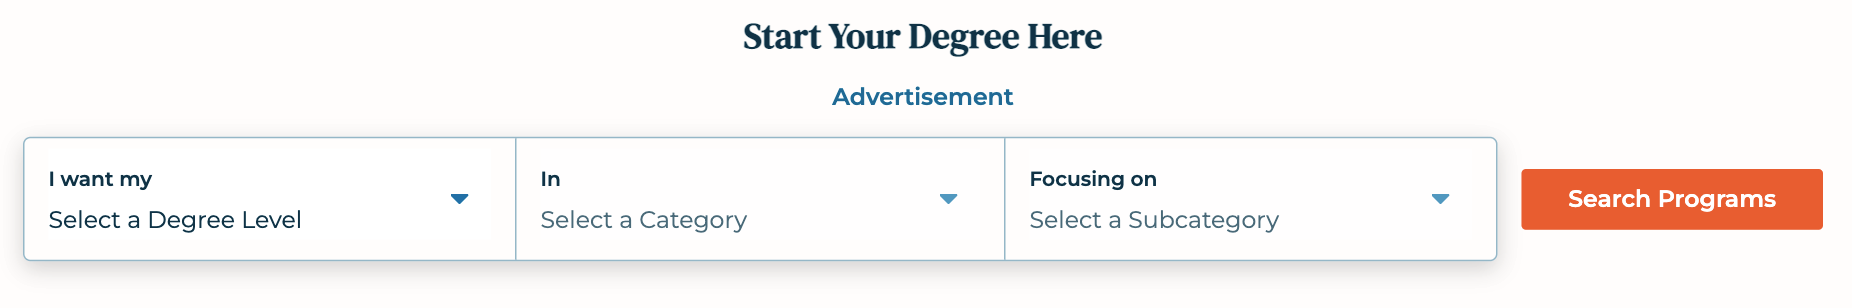 Start Your Degree Here
Advertisement
I want my
Select a Degree Level
In
Select a Category
Focusing on
Select a Subcategory
Search Programs